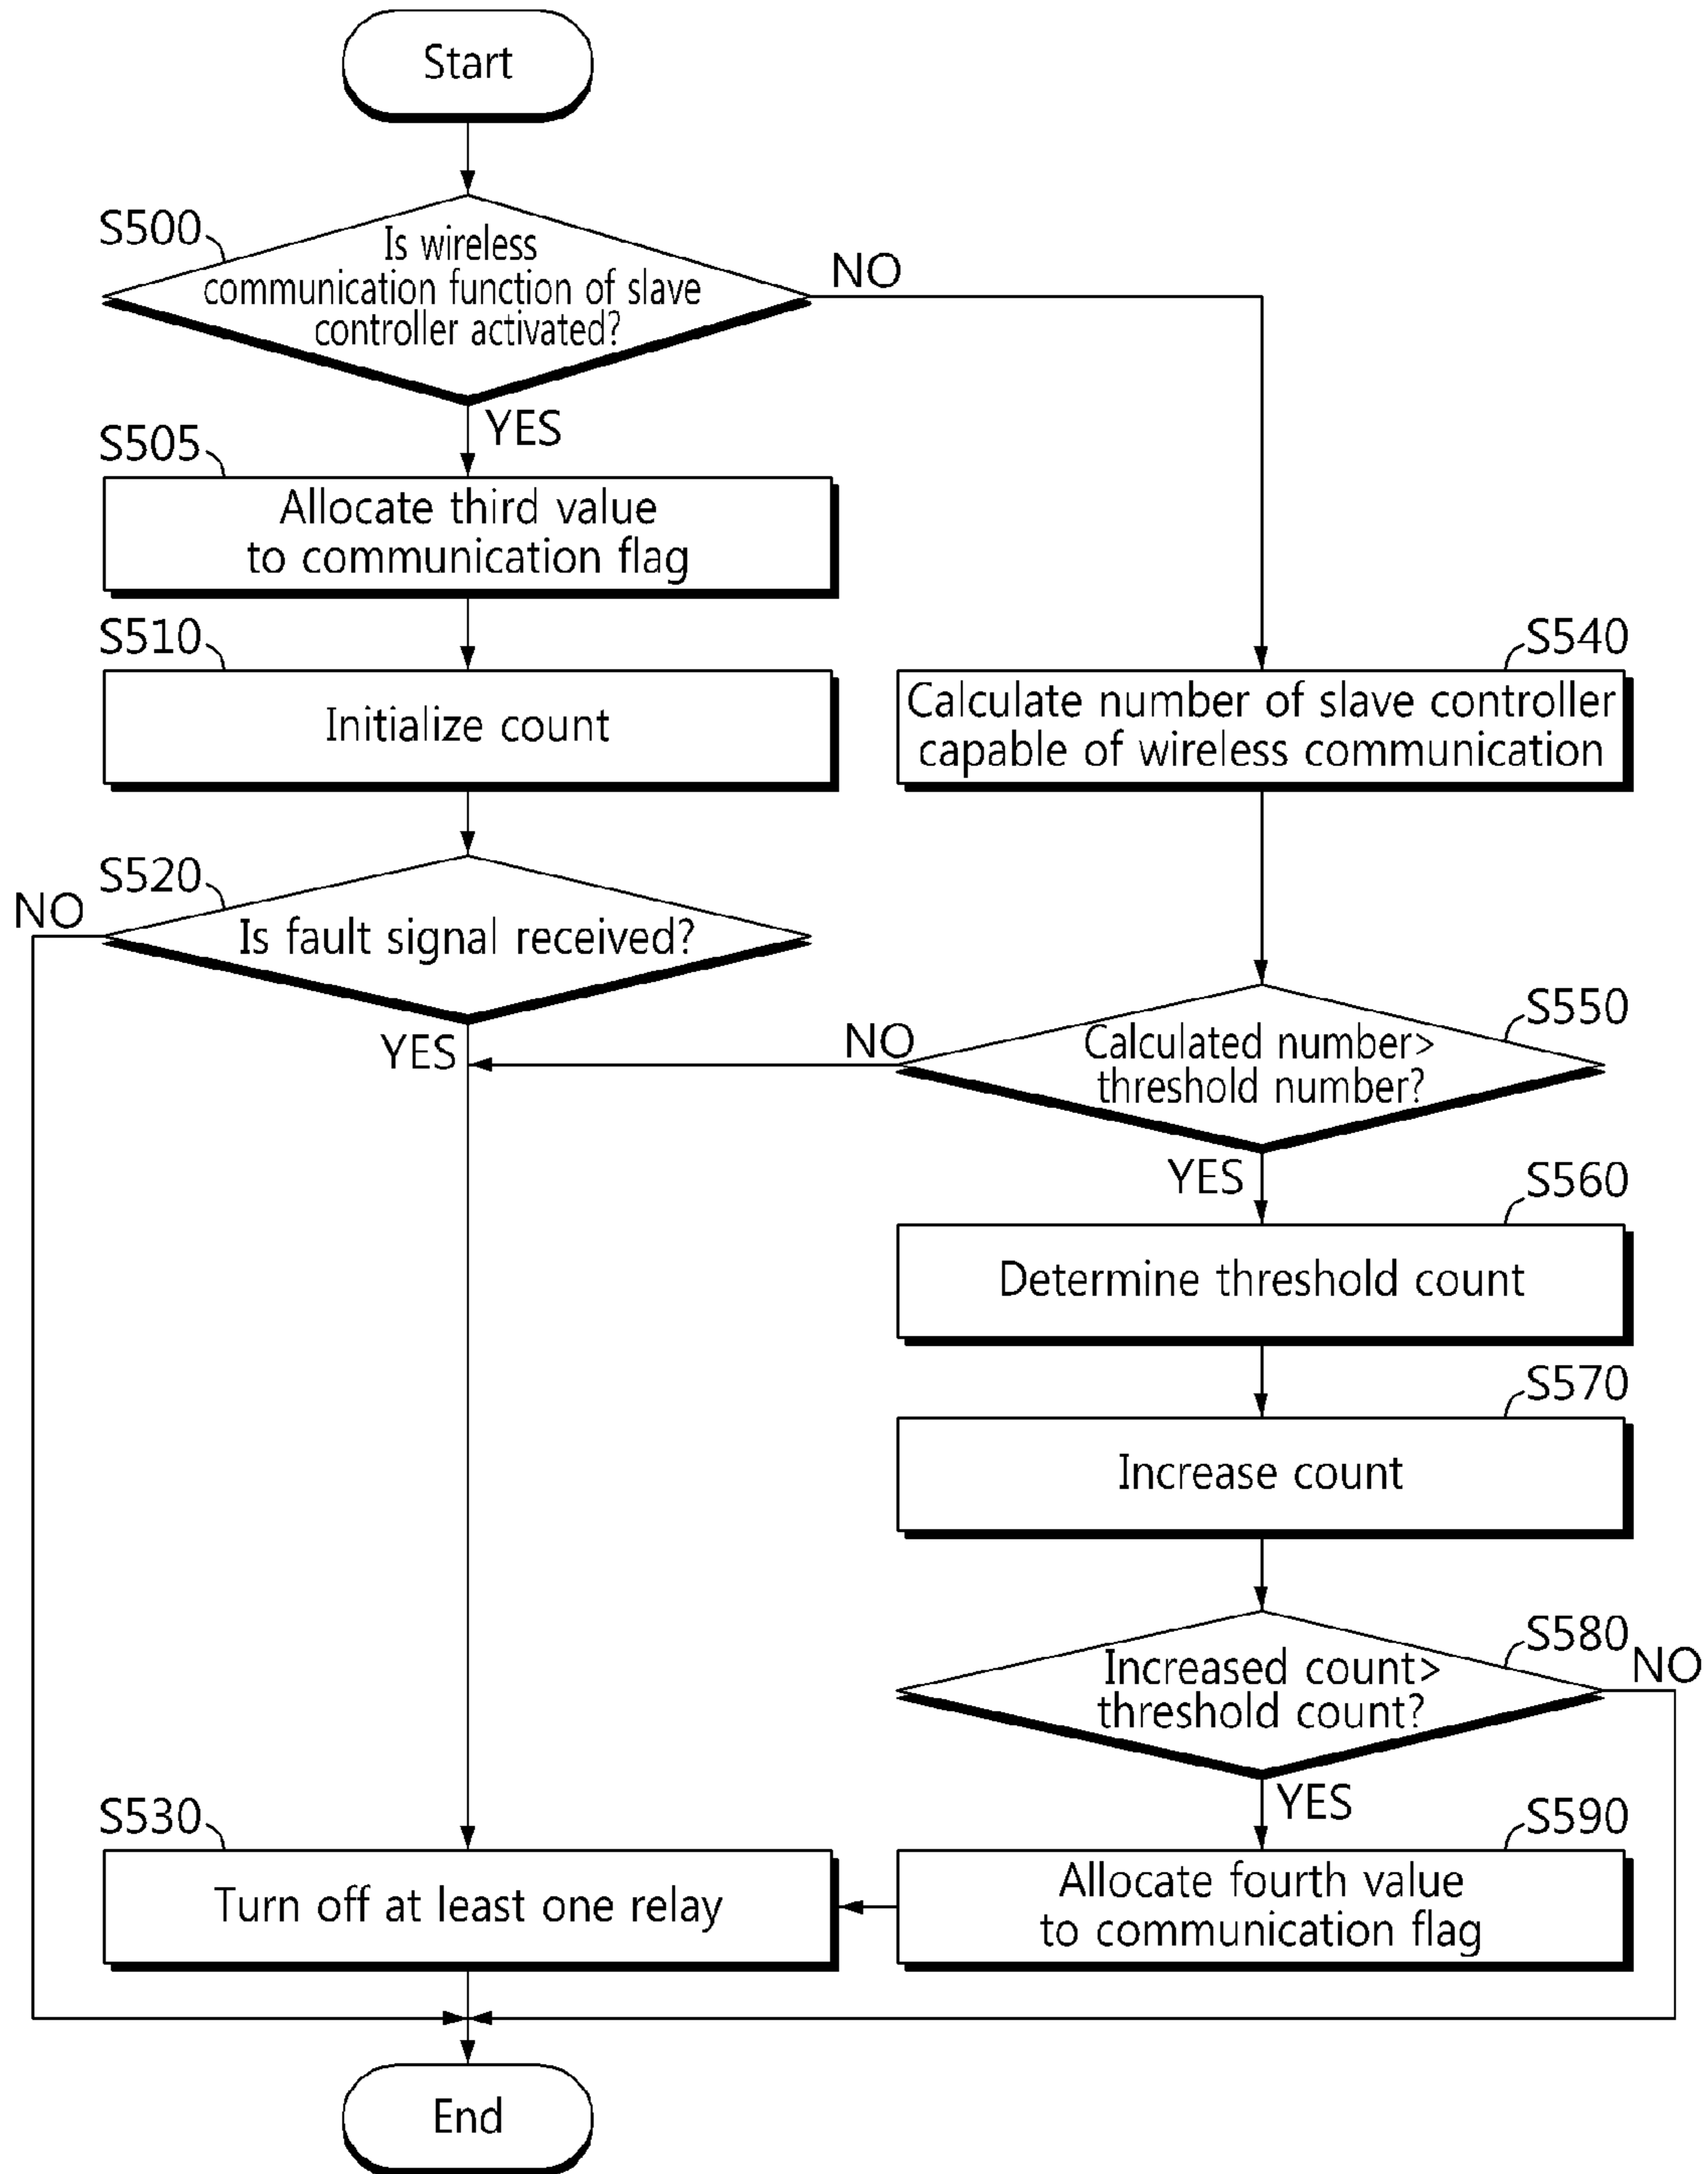 Start
S500
Is wireless
communication function of slave
controller activated?
NO
YES
S505
Allocate third value
to communication flag
S510
Initialize count
S540
Calculate number of slave controller
capable of wireless communication
S520
NO
Is fault signal received?
YES
S550
NO
Calculated number>
threshold number?
YES
S560
Determine threshold count
S570
Increase count
S580
Increased count>
threshold count?
NO
YES
S530
Turn off at least one relay
S590
Allocate fourth value
to communication flag
End